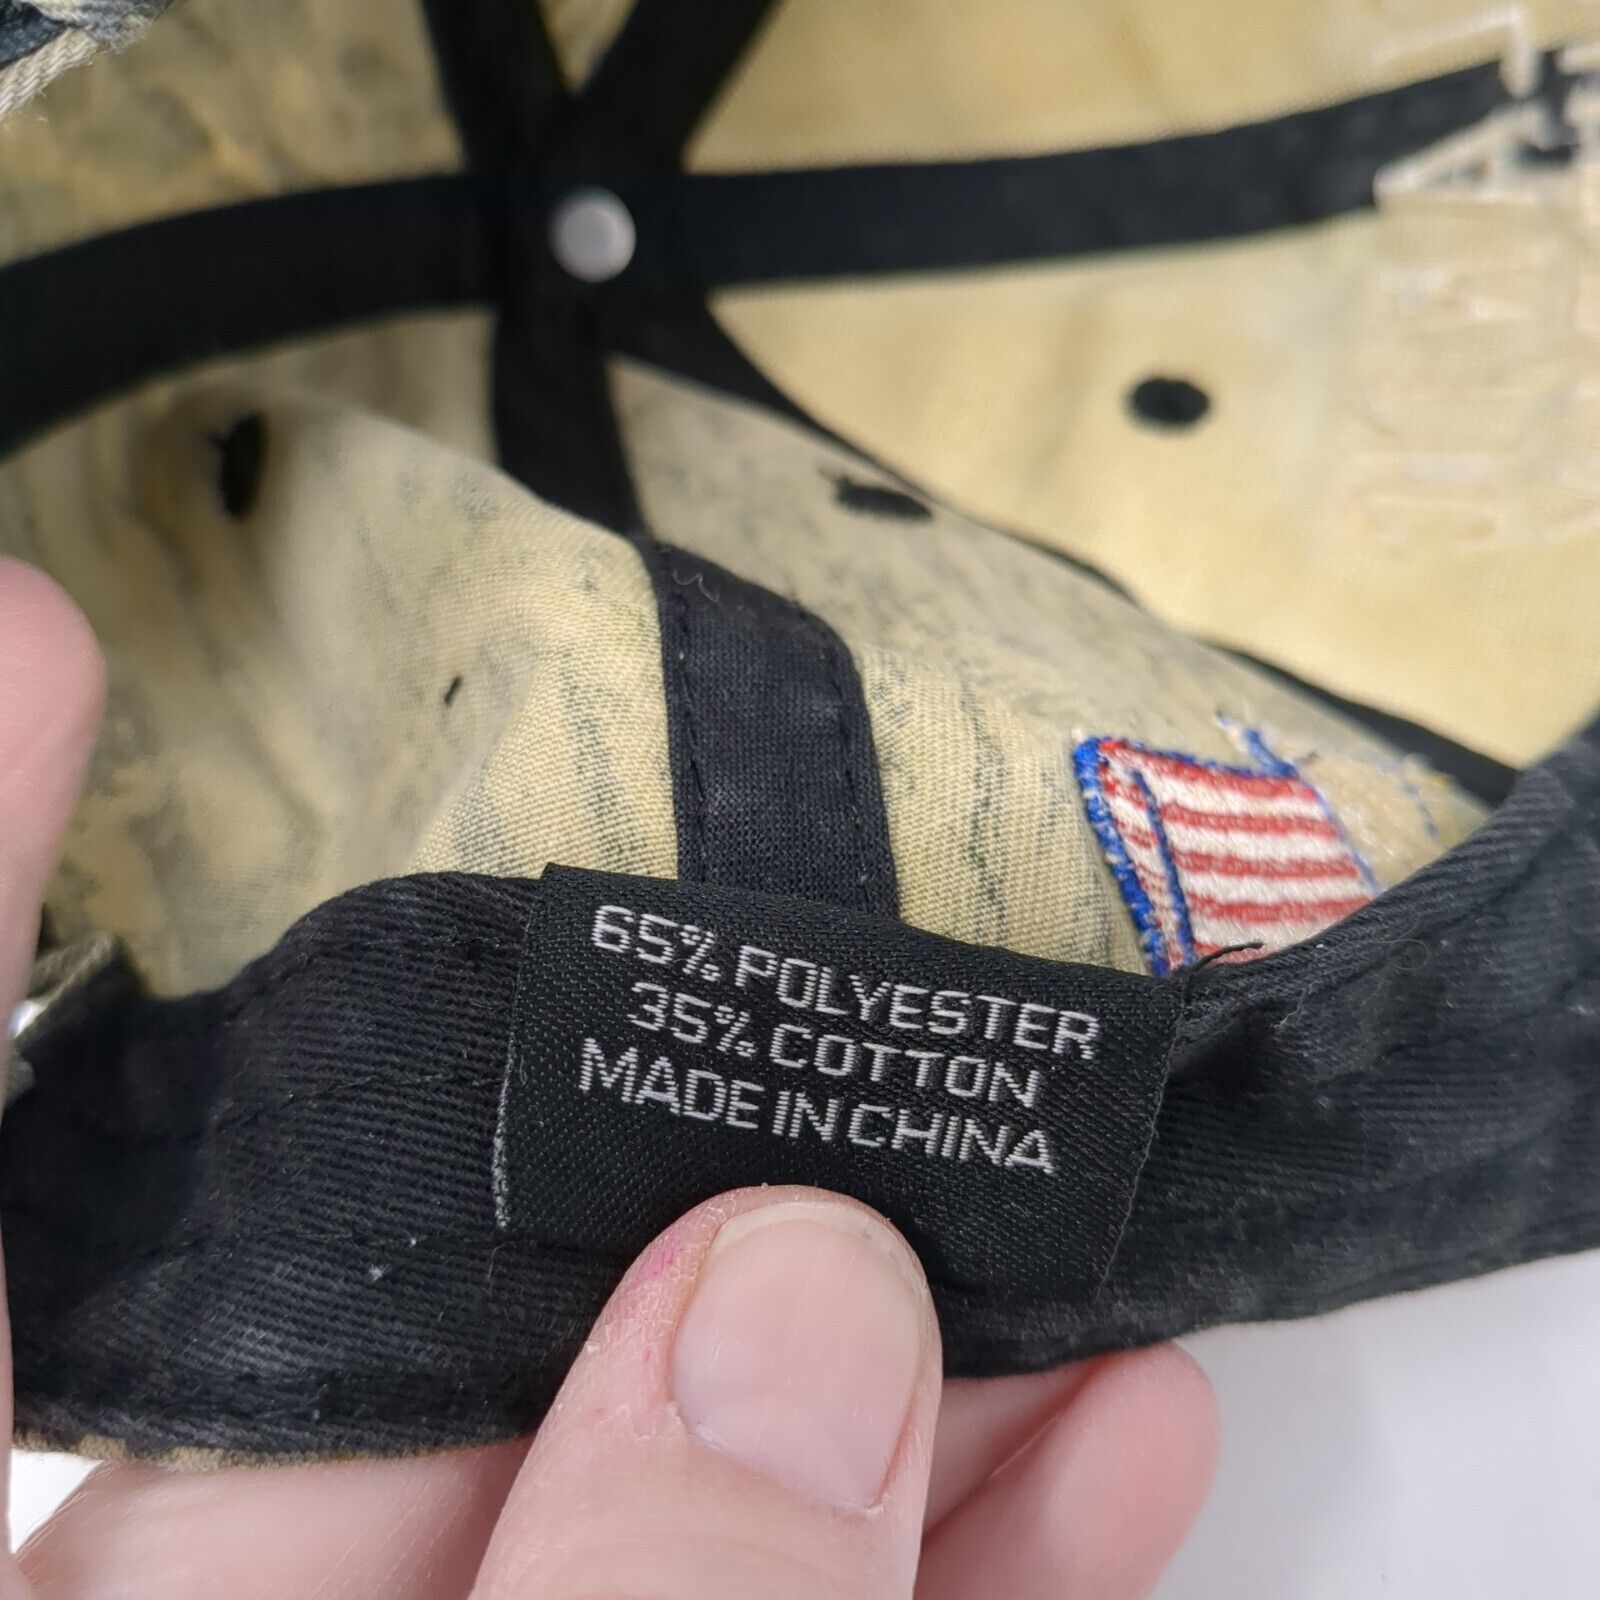 65% POLYESTER
35% COTTON
MADE IN CHINA